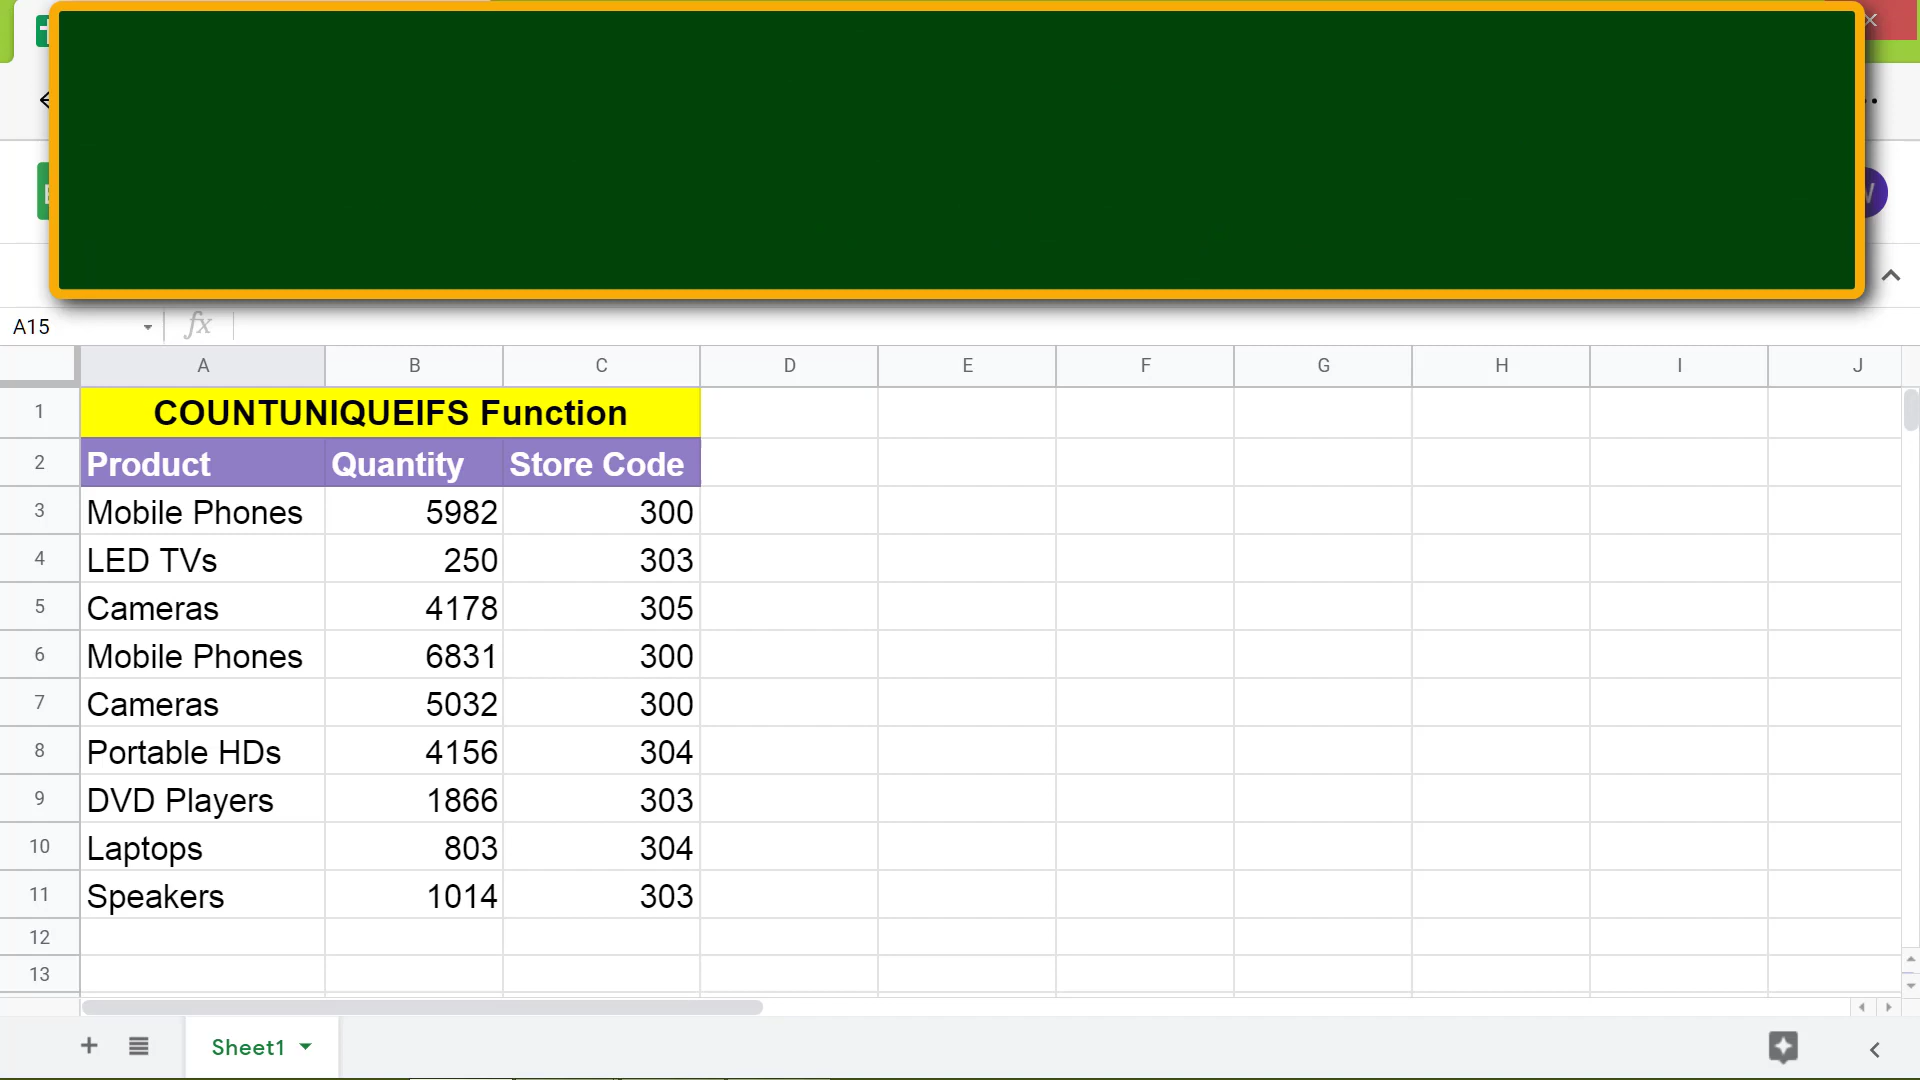 A15 fx
A B C D E F G H I J
1 COUNTUNIQUEIFS Function
2 Product Quantity Store Code
3 Mobile Phones 5982 300
4 LED TVs 250 303
5 Cameras 4178 305
6 Mobile Phones 6831 300
7 Cameras 5032 300
8 Portable HDs 4156 304
9 DVD Players 1866 303
10 Laptops 803 304
11 Speakers 1014 303
12
13
Sheet1